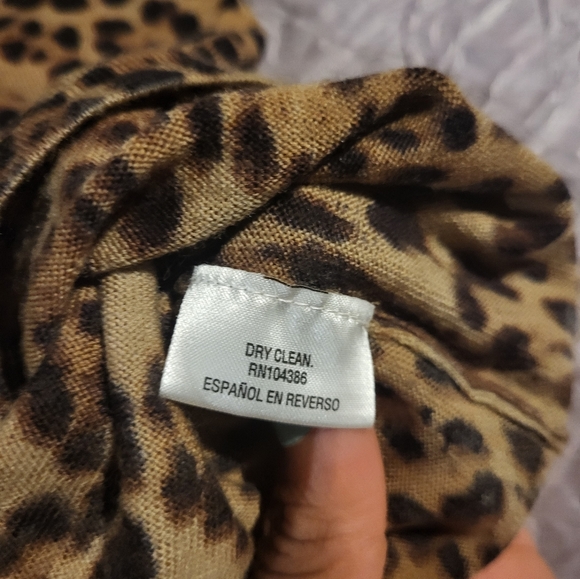 DRY CLEAN.
RN104386
ESPAÑOL EN REVERSO